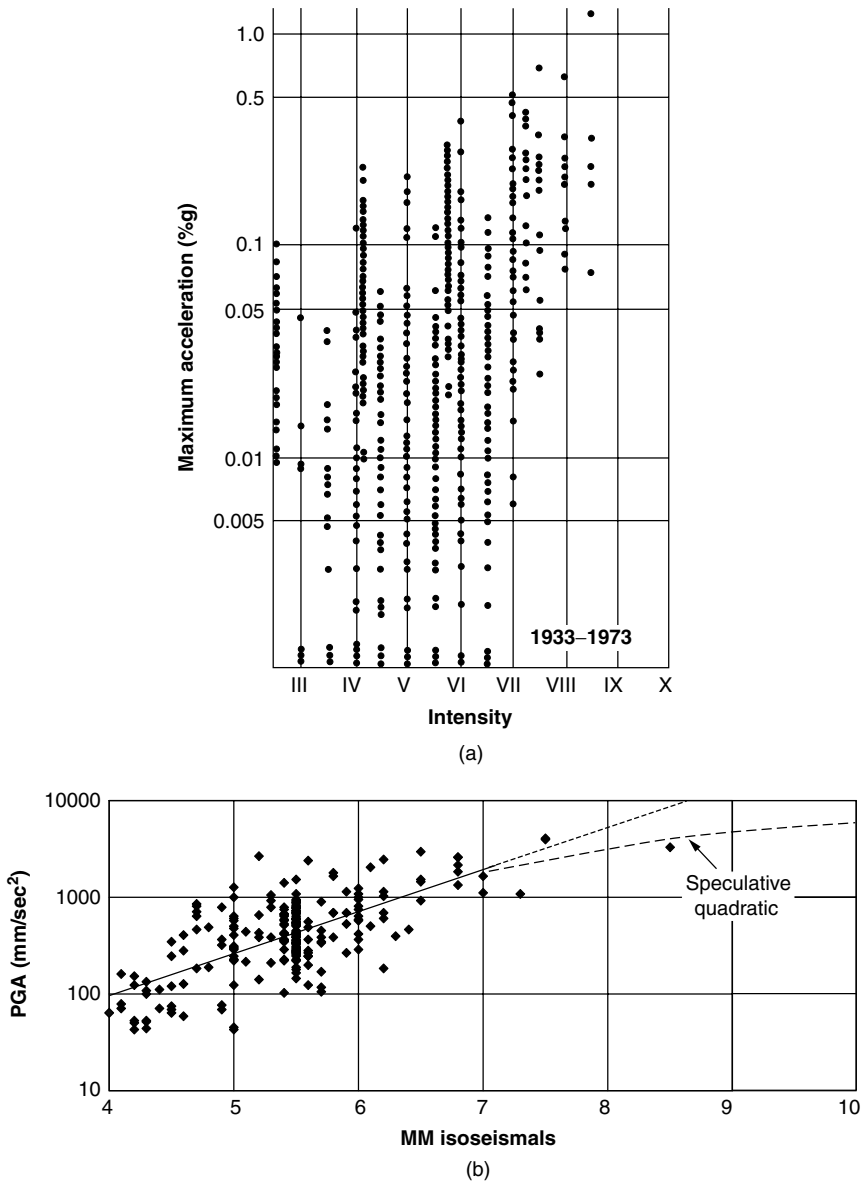 1.0
0.5
0.1
0.05
0.01
0.005
Maximum acceleration (%g)
1933–1973
III IV V VI VII VIII IX X
Intensity
(a)
10000
1000
100
10
PGA (mm/sec²)
Speculative
quadratic
4 5 6 7 8 9 10
MM isoseismals
(b)